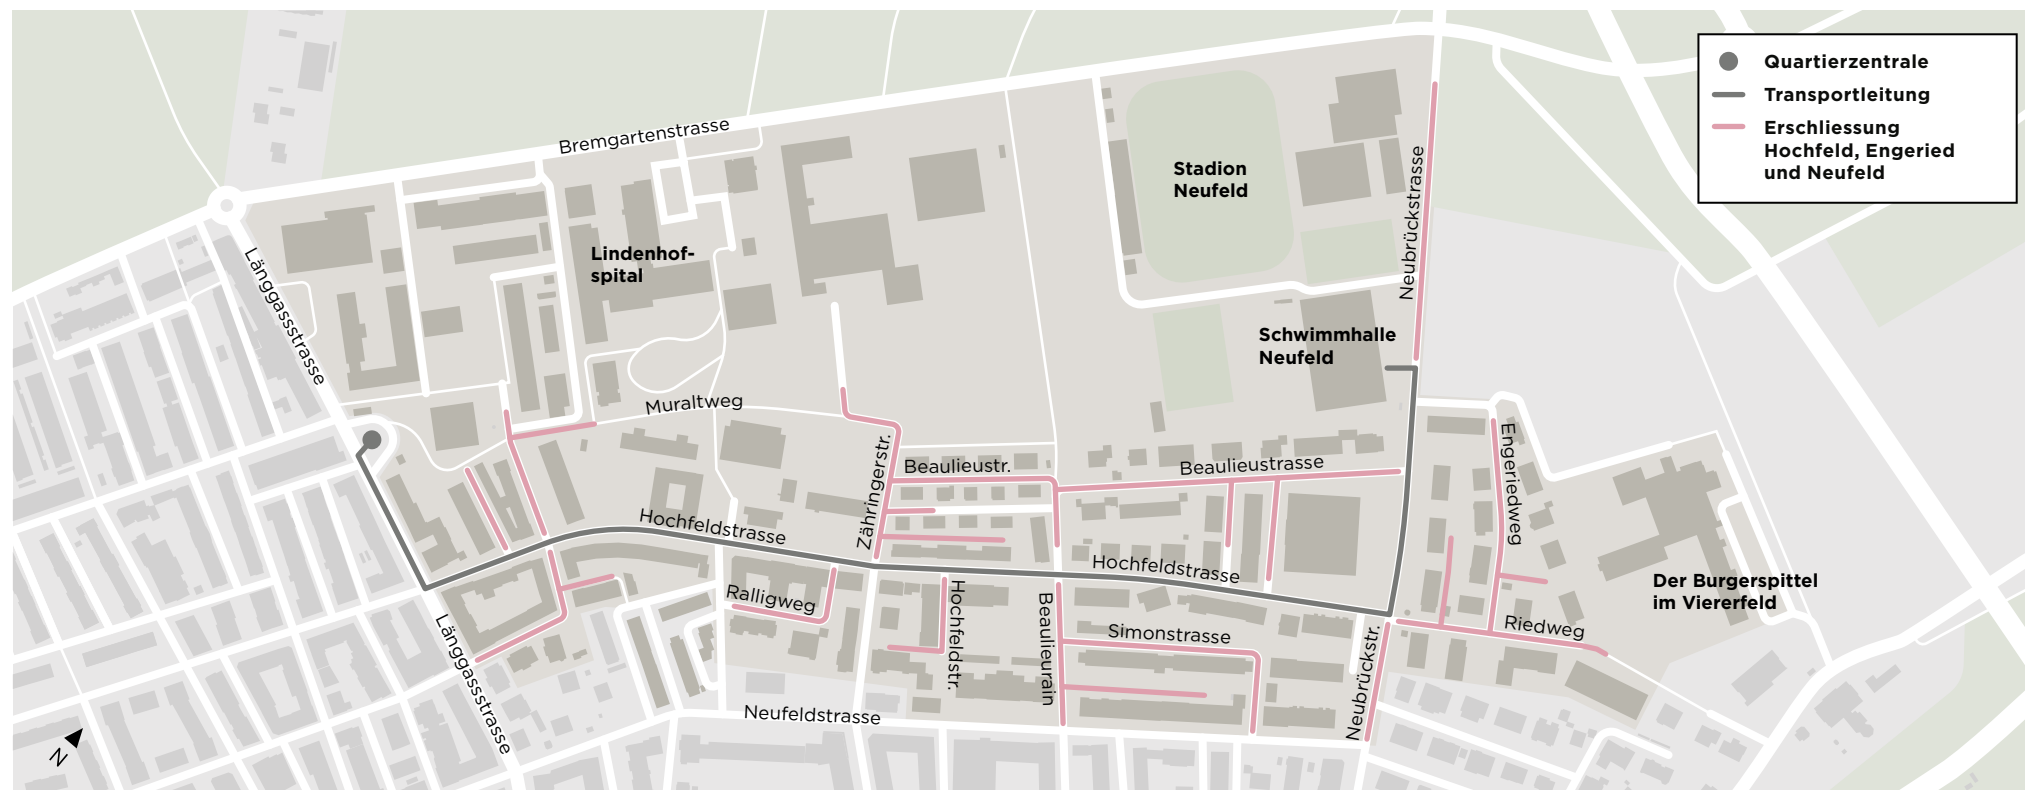 Quartierzentrale
Transportleitung
Erschliessung
Hochfeld, Engeried
und Neufeld
Bremgartenstrasse
Stadion
Neufeld
Neubrückstrasse
Lindenhof-
spital
Länggassstrasse
Schwimmhalle
Neufeld
Muraltweg
Zähringerstr.
Beaulieustr.
Beaulieustrasse
Engeriedweg
Hochfeldstrasse
Hochfeldstrasse
Der Burgerspittel
im Viererfeld
Ralligweg
Hochfeldstr.
Beaulieurain
Simonstrasse
Riedweg
Neubrückstr.
Länggassstrasse
Neufeldstrasse
N